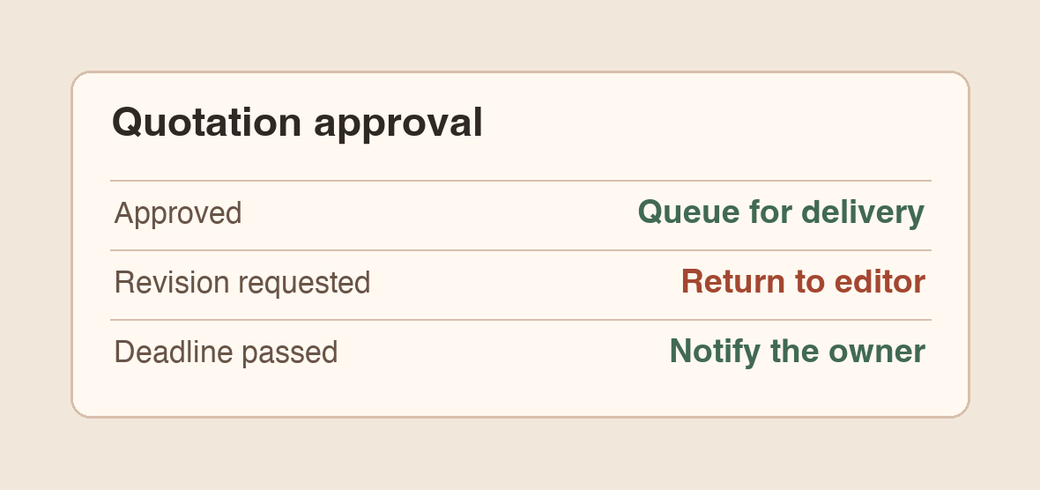 Quotation approval
Approved Queue for delivery
Revision requested Return to editor
Deadline passed Notify the owner